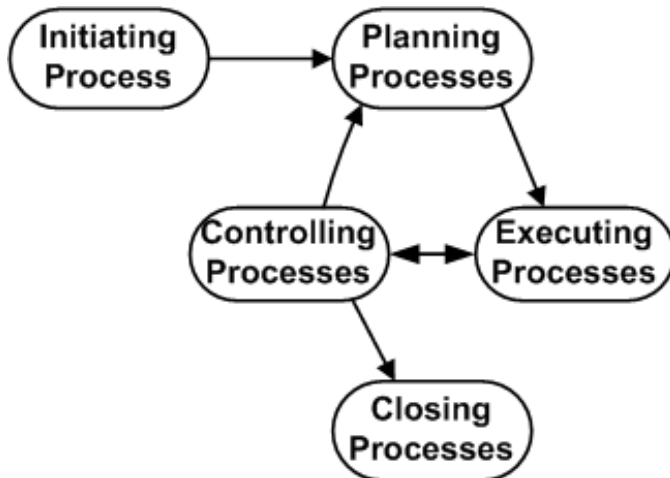 Initiating
Process
Planning
Processes
Controlling
Processes
Executing
Processes
Closing
Processes